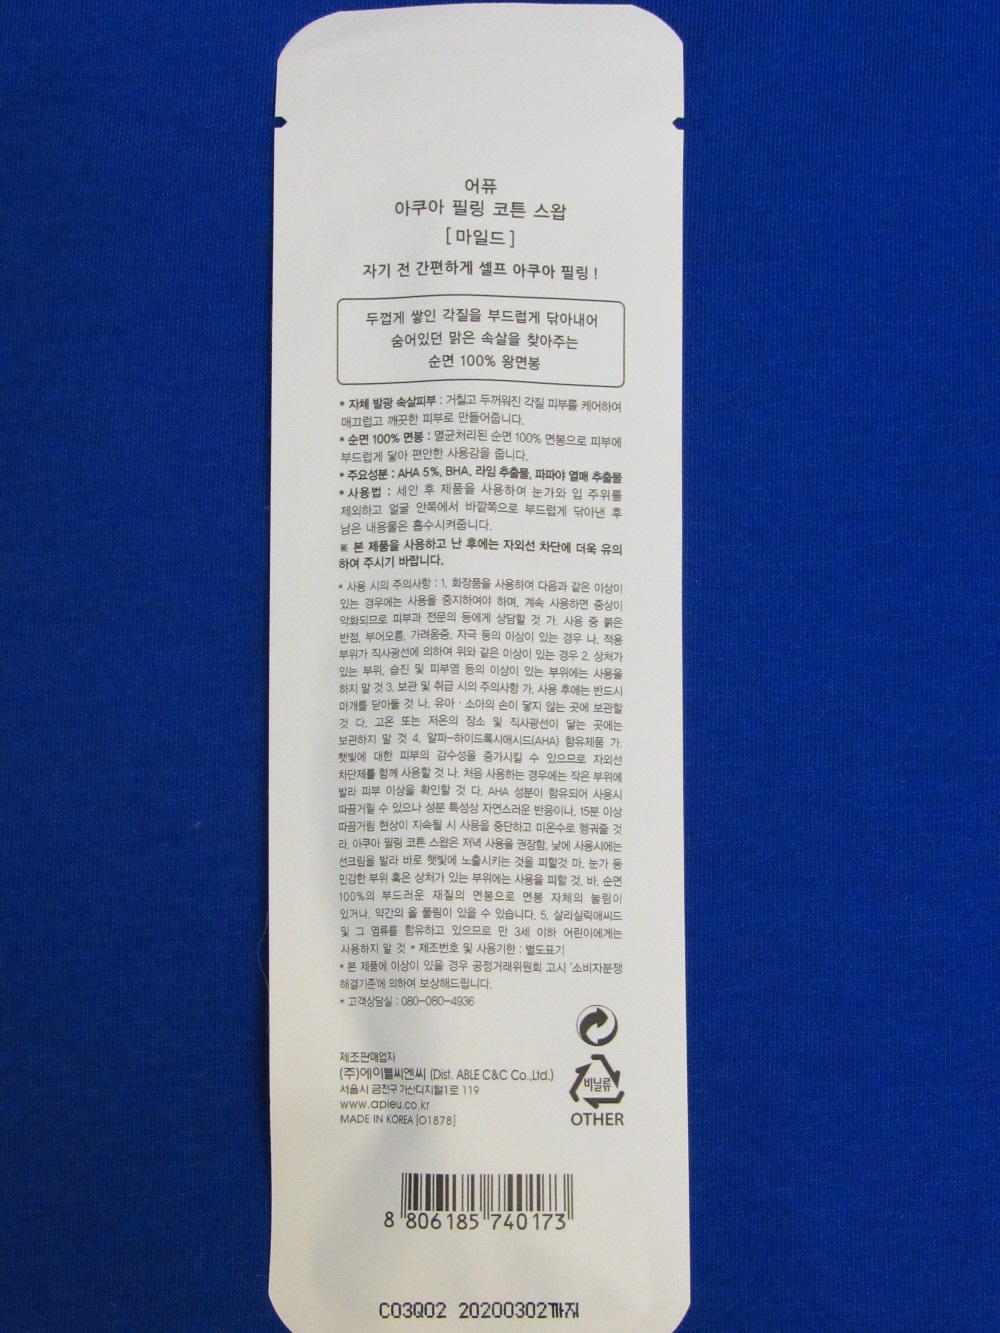 어퓨
아쿠아 필링 코튼 스왑
[ 마일드 ]
자기 전 간편하게 셀프 아쿠아 필링 !
두껍게 쌓인 각질을 부드럽게 닦아내어
숨어있던 맑은 속살을 찾아주는
순면 100% 왕면봉
* 자체 발광 속살피부 : 거칠고 두꺼워진 각질 피부를 케어하여
매끄럽고 깨끗한 피부로 만들어줍니다.
* 순면 100% 면봉 : 멸균처리된 순면 100% 면봉으로 피부에
부드럽게 닿아 편안한 사용감을 줍니다.
* 주요성분 : AHA 5%, BHA, 라임 추출물, 파파야 열매 추출물
* 사용법 : 세안 후 제품을 사용하여 눈가와 입 주위를
제외하고 얼굴 안쪽에서 바깥쪽으로 부드럽게 닦아낸 후
남은 내용물은 흡수시켜줍니다.
※ 본 제품을 사용하고 난 후에는 자외선 차단에 더욱 유의
하여 주시기 바랍니다.
* 사용 시의 주의사항 : 1. 화장품을 사용하여 다음과 같은 이상이
있는 경우에는 사용을 중지하여야 하며, 계속 사용하면 증상이
악화되므로 피부과 전문의 등에게 상담할 것 가. 사용 중 붉은
반점, 부어오름, 가려움증, 자극 등의 이상이 있는 경우 나. 적용
부위가 직사광선에 의하여 위와 같은 이상이 있는 경우 2. 상처가
있는 부위, 습진 및 피부염 등의 이상이 있는 부위에는 사용을
하지 말 것 3. 보관 및 취급 시의 주의사항 가. 사용 후에는 반드시
마개를 닫아둘 것 나. 유아 · 소아의 손이 닿지 않는 곳에 보관할
것 다. 고온 또는 저온의 장소 및 직사광선이 닿는 곳에는
보관하지 말 것 4. 알파-하이드록시애시드(AHA) 함유제품 가.
햇빛에 대한 피부의 감수성을 증가시킬 수 있으므로 자외선
차단제를 함께 사용할 것 나. 처음 사용하는 경우에는 작은 부위에
발라 피부 이상을 확인할 것 다. AHA 성분이 함유되어 사용시
따끔거릴 수 있으나 성분 특성상 자연스러운 반응이나, 15분 이상
따끔거림 현상이 지속될 시 사용을 중단하고 미온수로 헹궈줄 것
라. 아쿠아 필링 코튼 스왑은 저녁 사용을 권장함, 낮에 사용시에는
선크림을 발라 바로 햇빛에 노출시키는 것을 피할것 마. 눈가 등
민감한 부위 혹은 상처가 있는 부위에는 사용을 피할 것. 바. 순면
100%의 부드러운 재질의 면봉으로 면봉 자체의 눌림이
있거나, 약간의 올 풀림이 있을 수 있습니다. 5. 살리실릭애씨드
및 그 염류를 함유하고 있으므로 만 3세 이하 어린이에게는
사용하지 말 것 * 제조번호 및 사용기한 : 별도표기
* 본 제품에 이상이 있을 경우 공정거래위원회 고시 '소비자분쟁
해결기준'에 의하여 보상해드립니다.
* 고객상담실 : 080-080-4936
제조판매업자
(주)에이블씨엔씨 (Dist. ABLE C&C Co.,Ltd.)
서울시 금천구 가산디지털1로 119
www.apieu.co.kr
MADE IN KOREA [O1878]
비닐류
OTHER
8 806185 740173
C03Q02 20200302까지